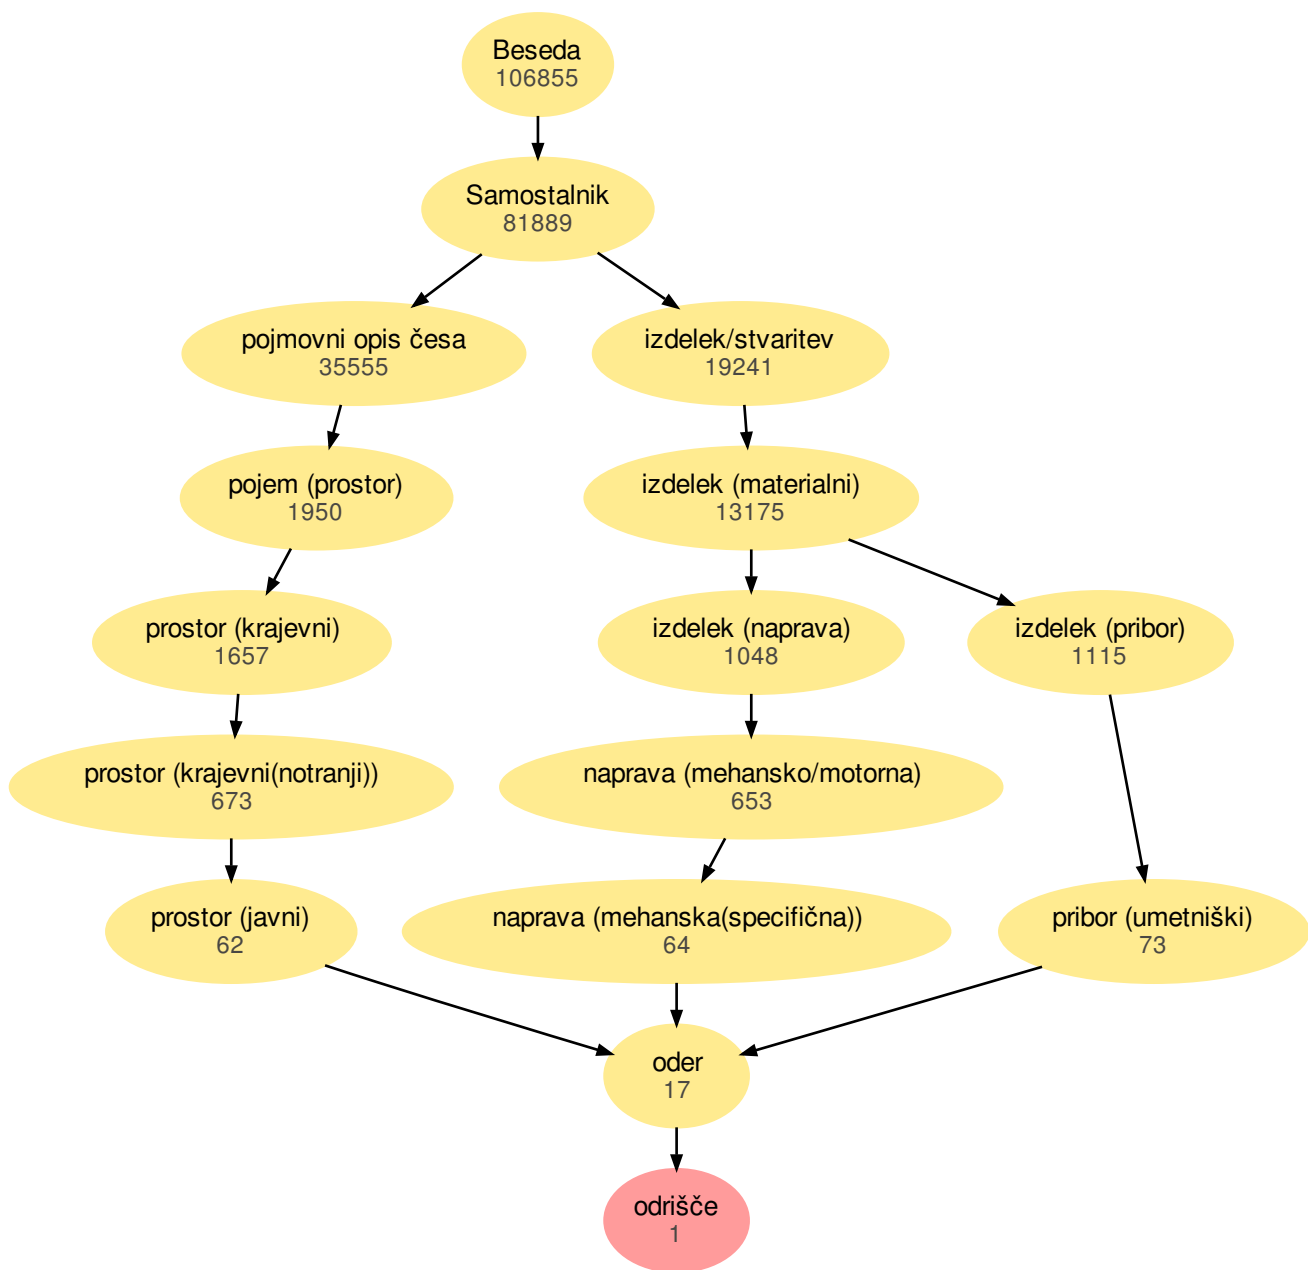 Beseda
106855
Samostalnik
81889
pojmovni opis česa
35555
izdelek/stvaritev
19241
pojem (prostor)
1950
izdelek (materialni)
13175
prostor (krajevni)
1657
izdelek (naprava)
1048
izdelek (pribor)
1115
prostor (krajevni(notranji))
673
naprava (mehansko/motorna)
653
prostor (javni)
62
naprava (mehanska(specifična))
64
pribor (umetniški)
73
oder
17
odrišče
1